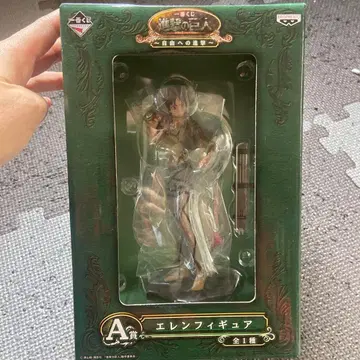 一番くじ
進撃の巨人
～自由への進撃～
BANPRESTO
A賞
エレンフィギュア
全1種